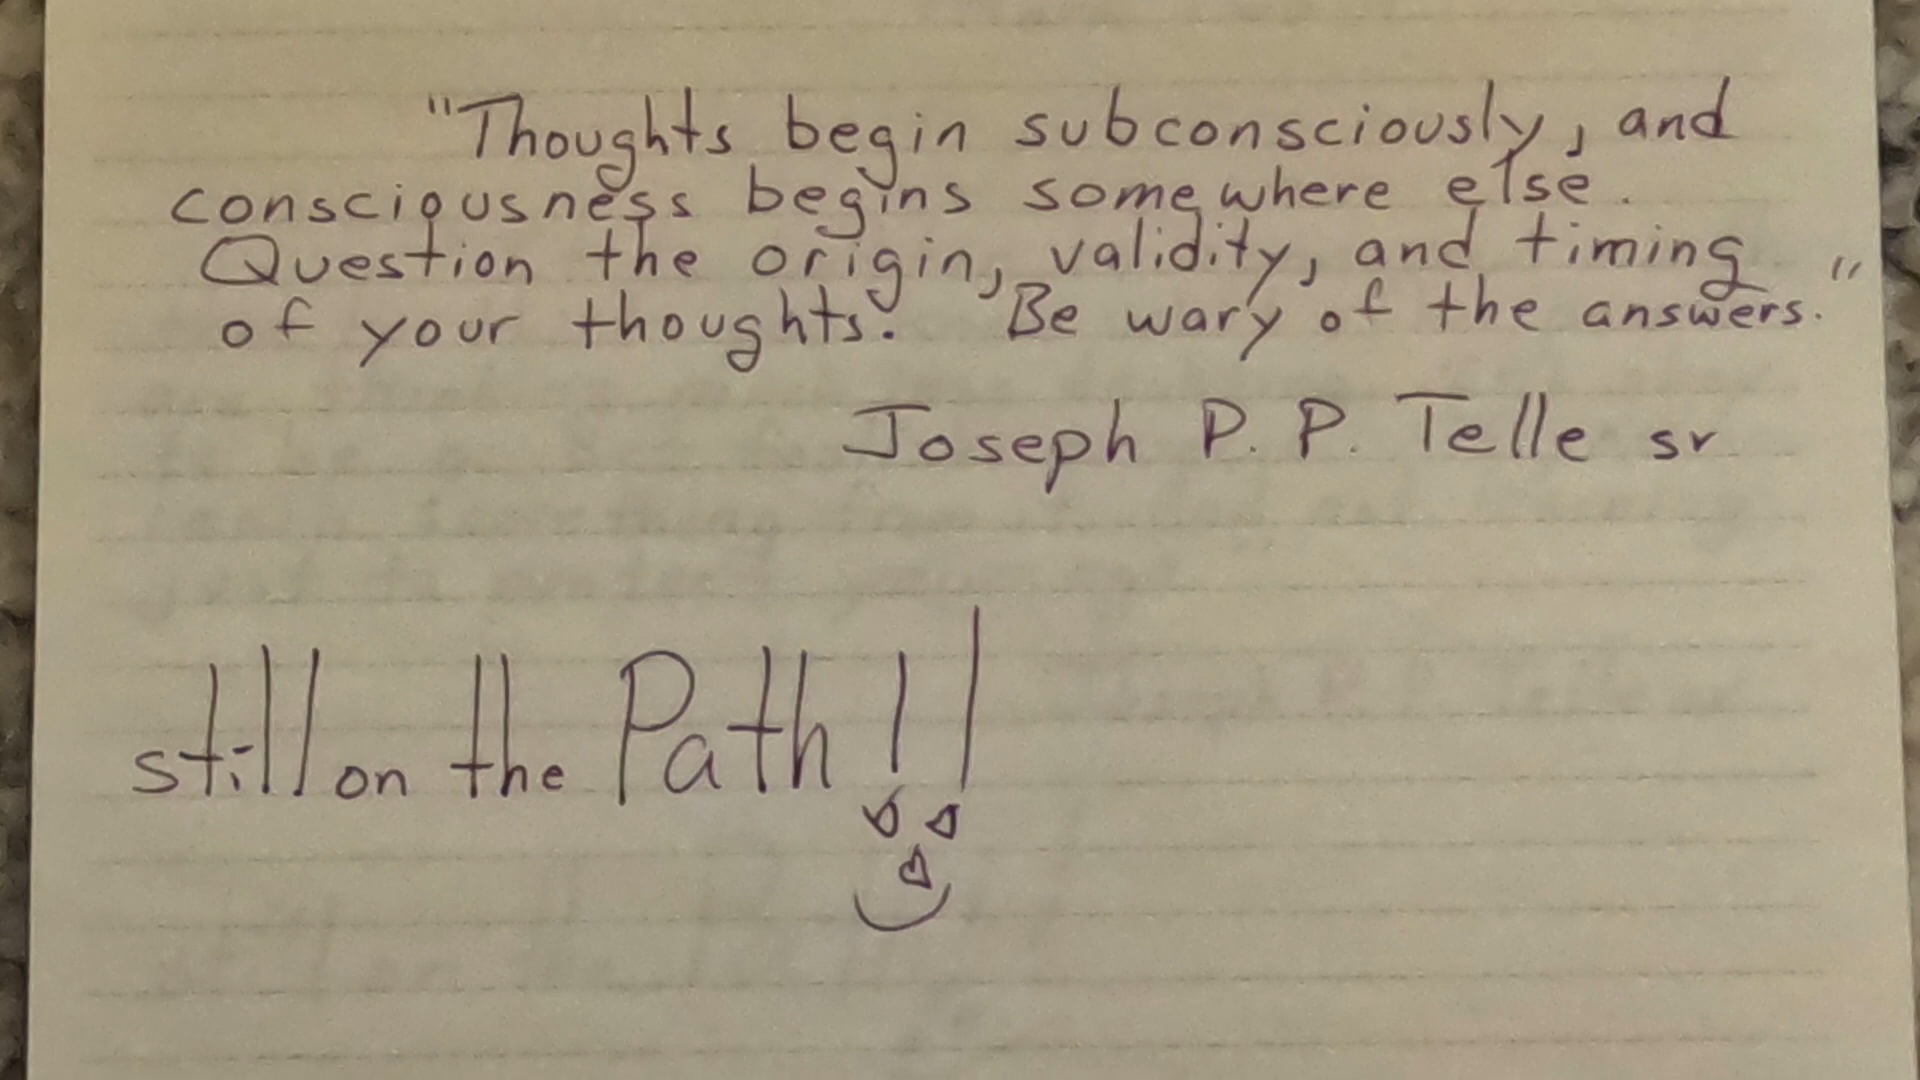 "Thoughts begin subconsciously, and
consciousness begins somewhere else.
Question the origin, validity, and timing
of your thoughts. Be wary of the answers."
Joseph P. P. Telle sr
still on the Path!!